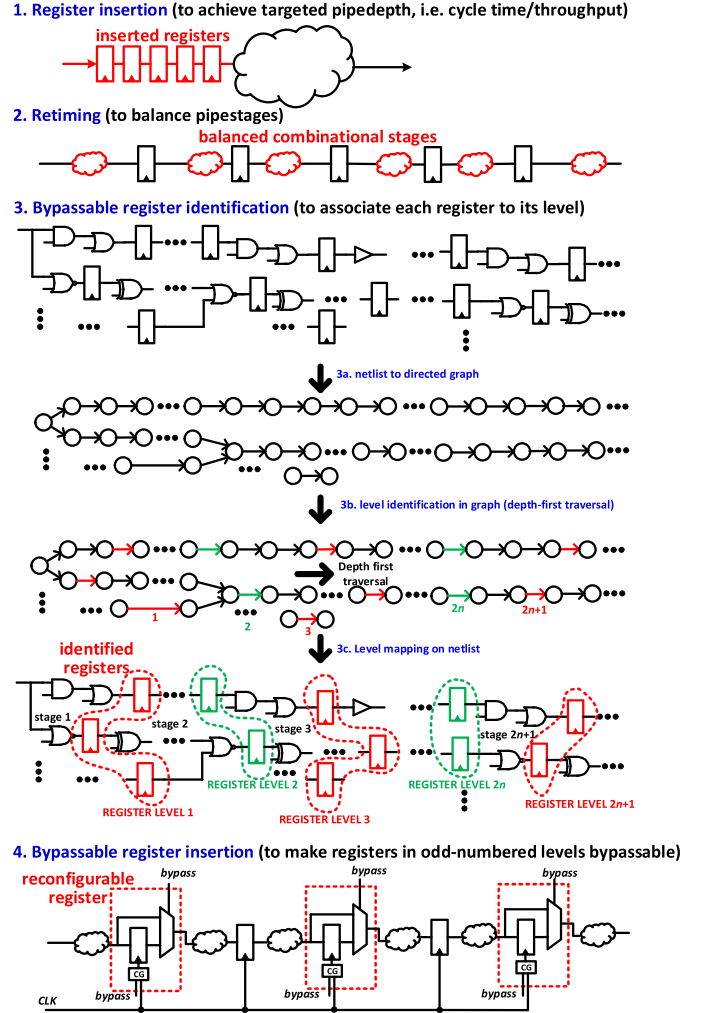 1. Register insertion (to achieve targeted pipedepth, i.e. cycle time/throughput)
inserted registers
2. Retiming (to balance pipestages)
balanced combinational stages
3. Bypassable register identification (to associate each register to its level)
3a. netlist to directed graph
3b. level identification in graph (depth-first traversal)
Depth first
traversal
1
2
3
2n
2n+1
3c. Level mapping on netlist
identified
registers
stage 1
stage 2
stage 3
stage 2n+1
REGISTER LEVEL 1
REGISTER LEVEL 2
REGISTER LEVEL 3
REGISTER LEVEL 2n
REGISTER LEVEL 2n+1
4. Bypassable register insertion (to make registers in odd-numbered levels bypassable)
reconfigurable
register
bypass
bypass
bypass
CG
CG
CG
bypass
bypass
bypass
CLK